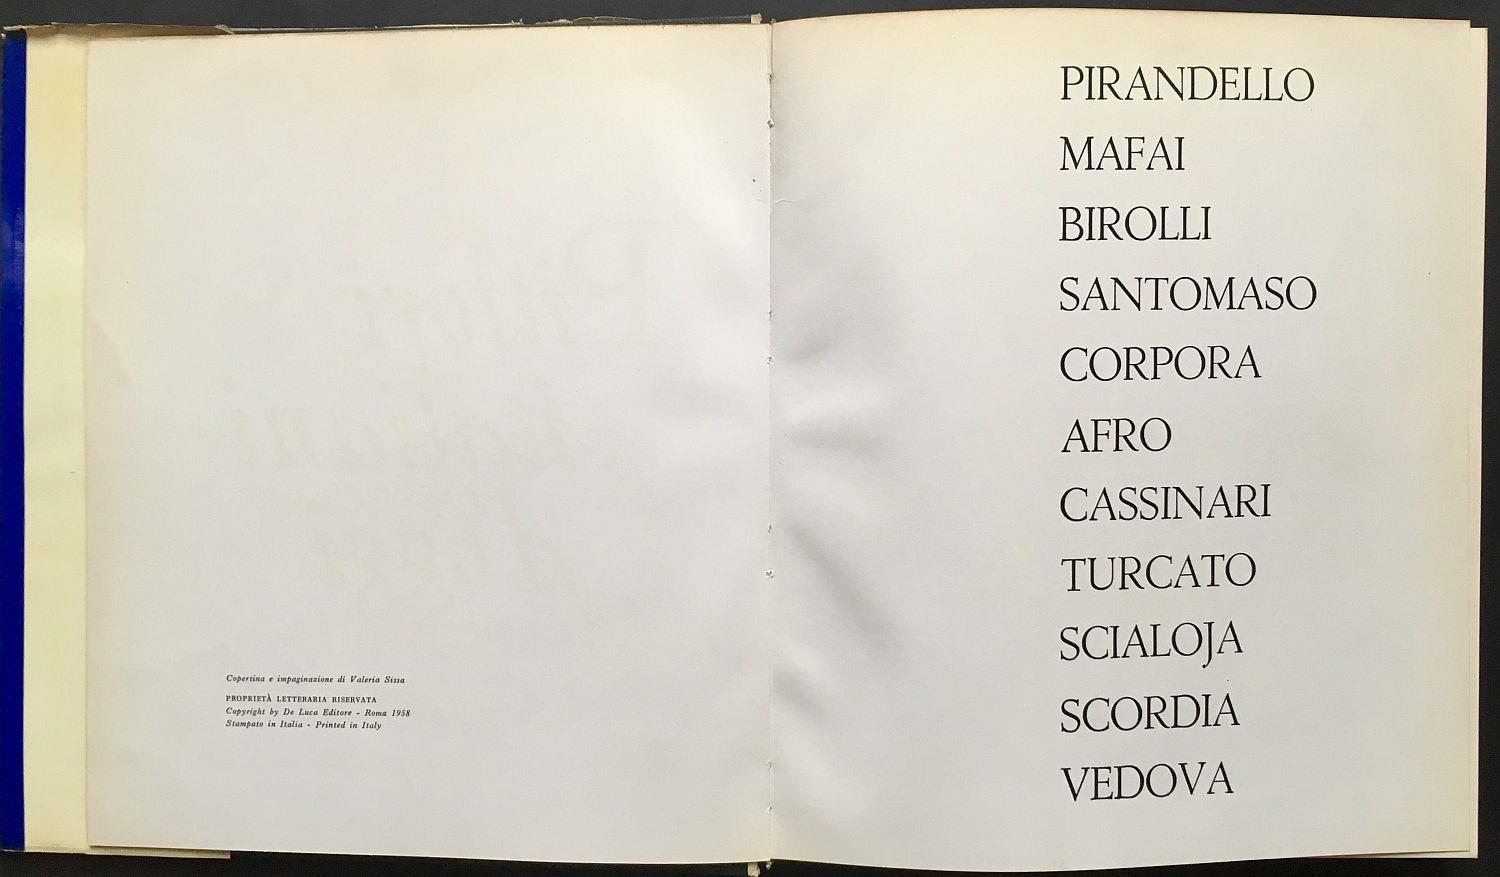 Copertina e impaginazione di Valeria Sissa
PROPRIETÀ LETTERARIA RISERVATA
Copyright by De Luca Editore - Roma 1958
Stampato in Italia - Printed in Italy
PIRANDELLO
MAFAI
BIROLLI
SANTOMASO
CORPORA
AFRO
CASSINARI
TURCATO
SCIALOJA
SCORDIA
VEDOVA